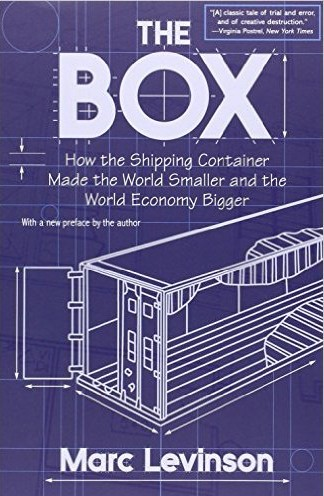 THE
BOX
"[A] classic tale of trial and error,
and of creative destruction."
—Virginia Postrel, New York Times
How the Shipping Container
Made the World Smaller and the
World Economy Bigger
With a new preface by the author
Marc Levinson